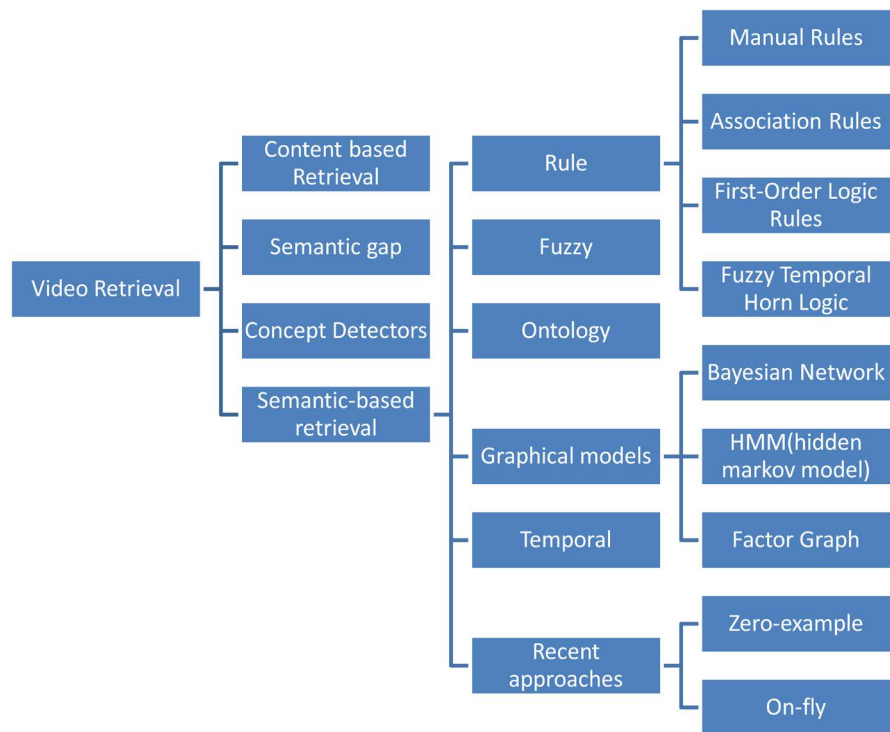 Video Retrieval
Content based
Retrieval
Semantic gap
Concept Detectors
Semantic-based
retrieval
Rule
Fuzzy
Ontology
Graphical models
Temporal
Recent
approaches
Manual Rules
Association Rules
First-Order Logic
Rules
Fuzzy Temporal
Horn Logic
Bayesian Network
HMM(hidden
markov model)
Factor Graph
Zero-example
On-fly